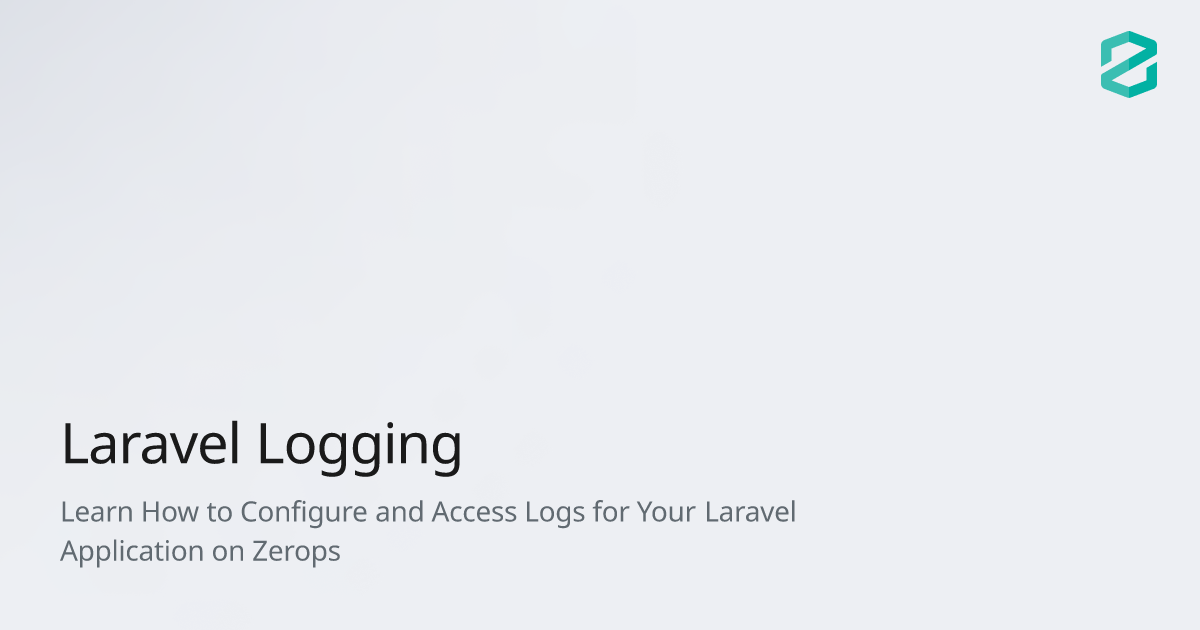 Laravel Logging
Learn How to Configure and Access Logs for Your Laravel
Application on Zerops